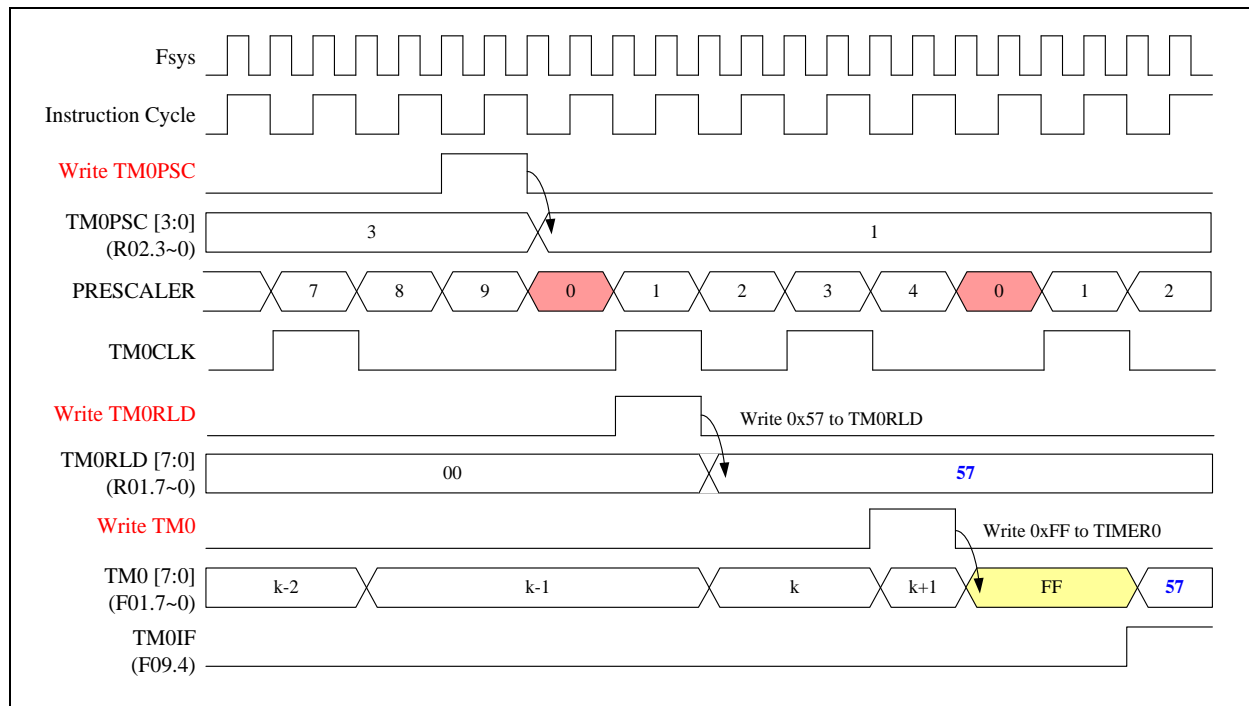 Fsys
Instruction Cycle
Write TM0PSC
TM0PSC [3:0]
(R02.3~0)
3 1
PRESCALER
7 8 9 0 1 2 3 4 0 1 2
TM0CLK
Write TM0RLD
Write 0x57 to TM0RLD
TM0RLD [7:0]
(R01.7~0)
00 57
Write TM0
Write 0xFF to TIMER0
TM0 [7:0]
(F01.7~0)
k-2 k-1 k k+1 FF 57
TM0IF
(F09.4)